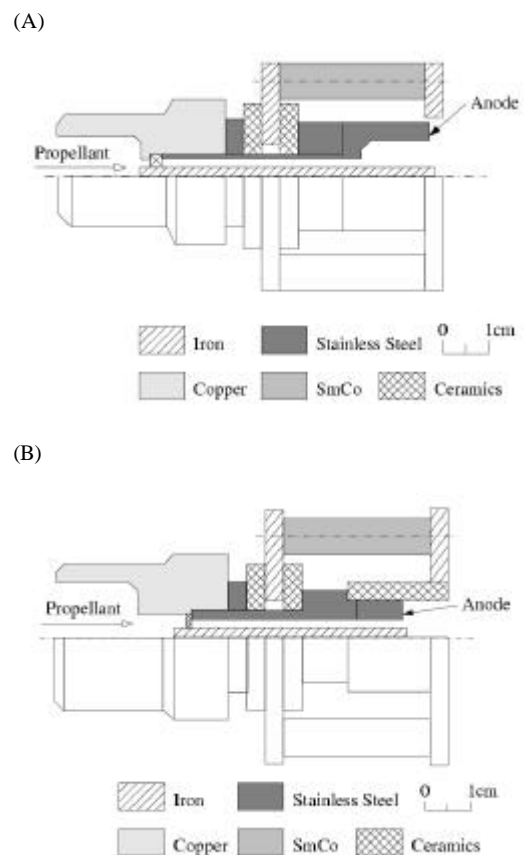 (A)
Anode
Propellant
Iron Stainless Steel 0 1cm
Copper SmCo Ceramics
(B)
Propellant
Anode
Iron Stainless Steel 0 1cm
Copper SmCo Ceramics